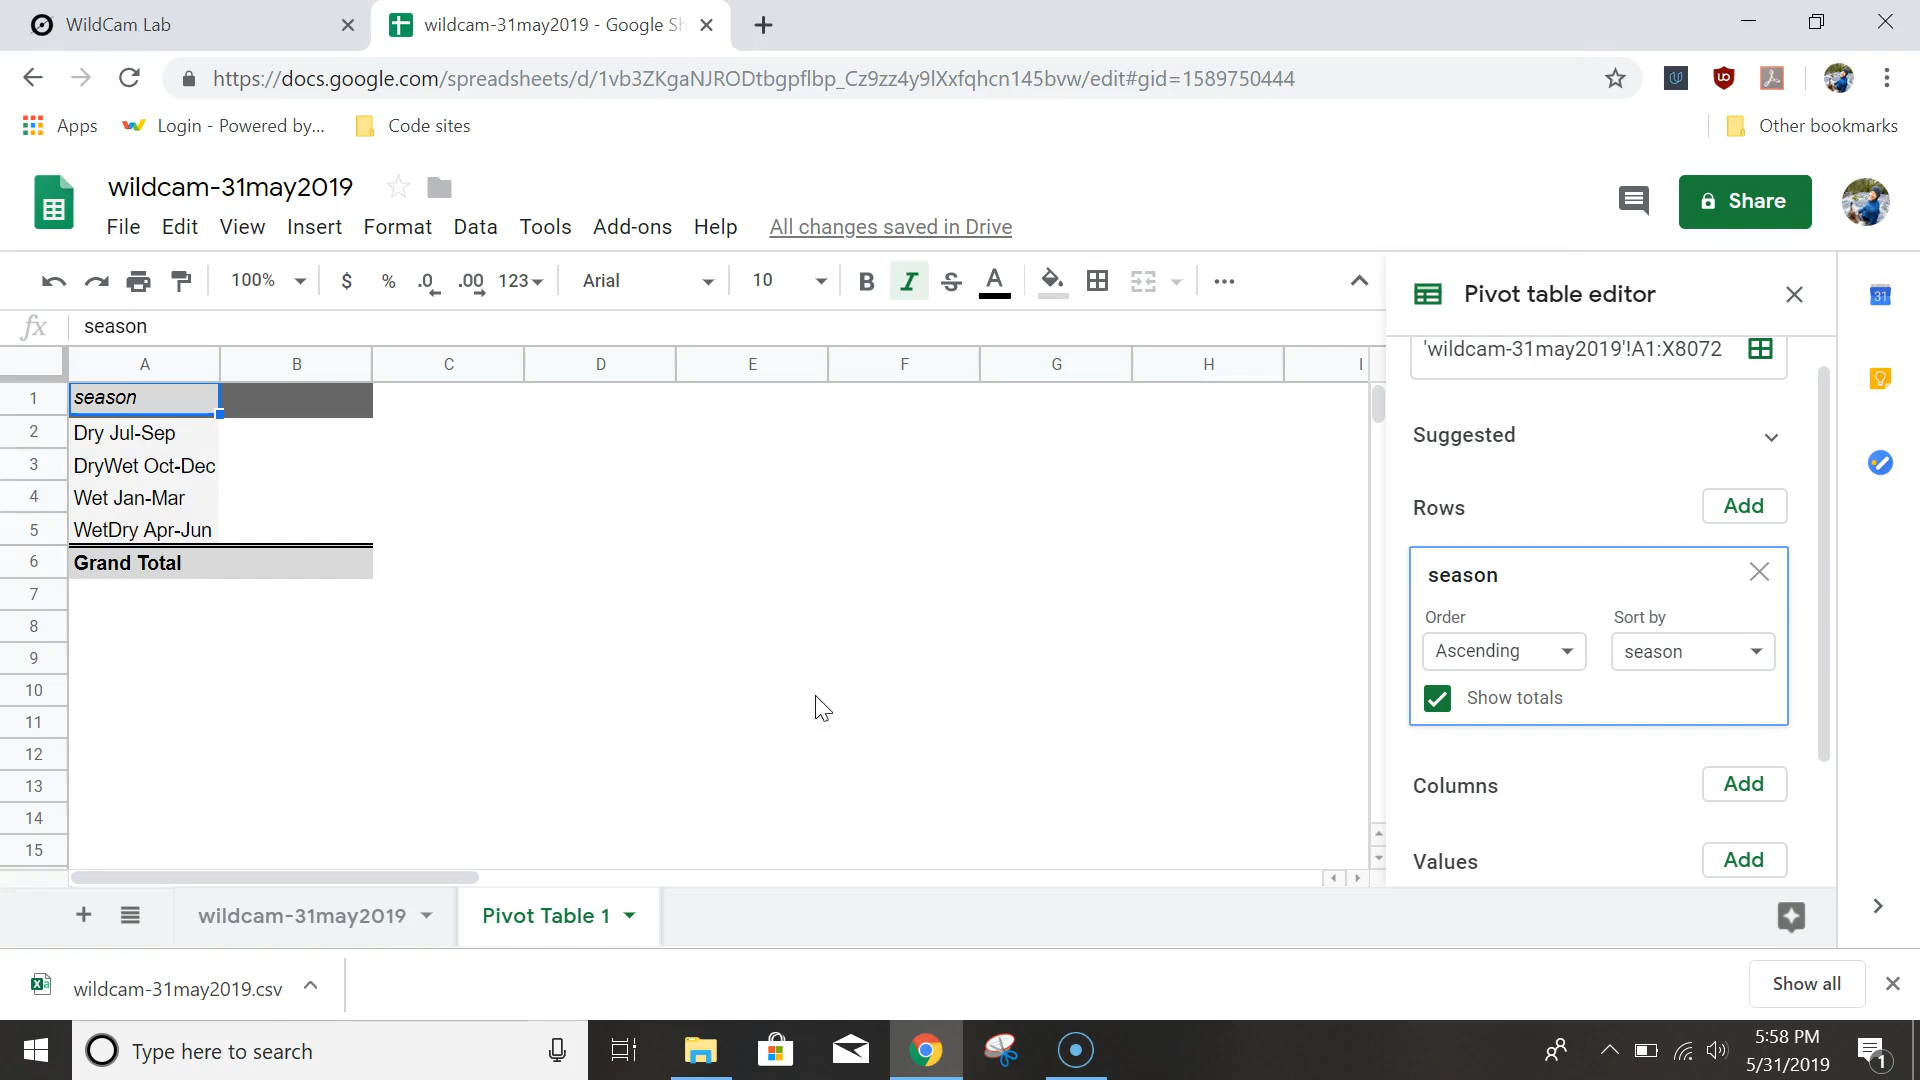 WildCam Lab
wildcam-31may2019 - Google Sh
https://docs.google.com/spreadsheets/d/1vb3ZKgaNJRODtbgpflbp_Cz9zz4y9lXxfqhcn145bvw/edit#gid=1589750444
Apps
Login - Powered by...
Code sites
Other bookmarks
wildcam-31may2019
File Edit View Insert Format Data Tools Add-ons Help All changes saved in Drive
Share
100% $ % .0 .00 123 Arial 10 B I S A
fx season
A B C D E F G H I
1 season
2 Dry Jul-Sep
3 DryWet Oct-Dec
4 Wet Jan-Mar
5 WetDry Apr-Jun
6 Grand Total
7
8
9
10
11
12
13
14
15
Pivot table editor
'wildcam-31may2019'!A1:X8072
Suggested
Rows Add
season
Order Sort by
Ascending season
Show totals
Columns Add
Values Add
31
wildcam-31may2019 Pivot Table 1
wildcam-31may2019.csv
Show all
Type here to search
5:58 PM
5/31/2019
1